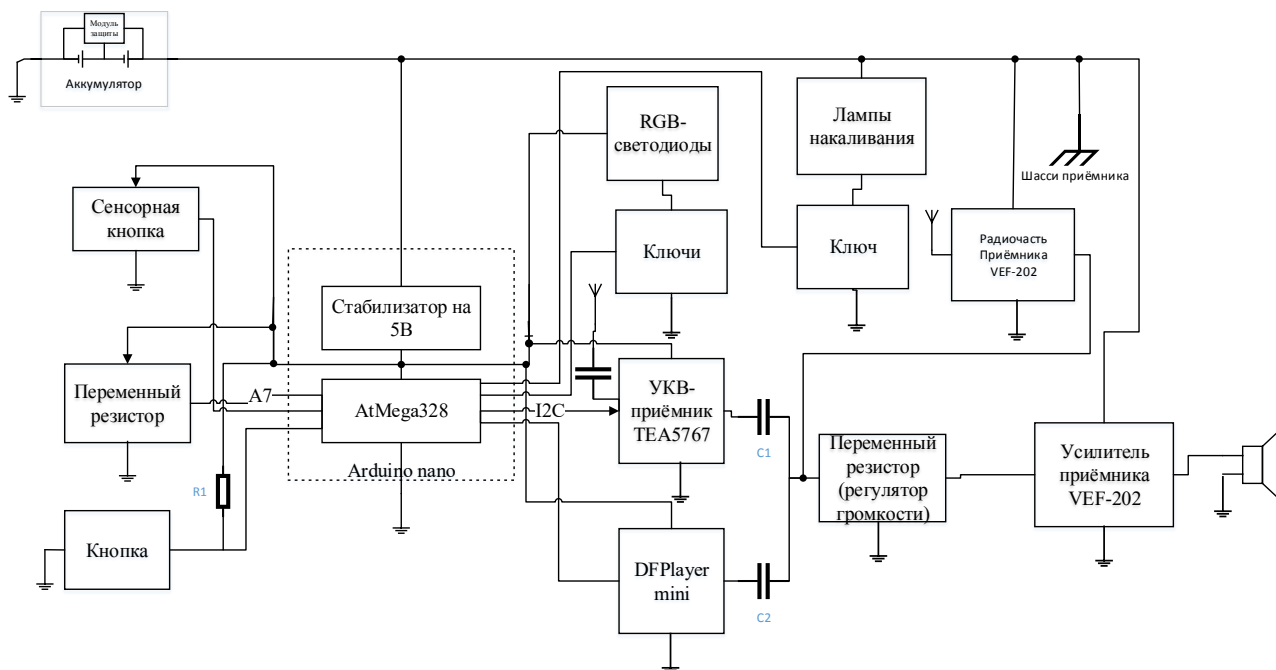 Модуль
защиты
Аккумулятор
RGB-
светодиоды
Лампы
накаливания
Шасси приёмника
Сенсорная
кнопка
Ключи
Ключ
Радиочасть
Приёмника
VEF-202
Стабилизатор на
5В
Переменный
резистор
A7
AtMega328
I2C
УКВ-
приёмник
TEA5767
C1
Arduino nano
Переменный
резистор
(регулятор
громкости)
Усилитель
приёмника
VEF-202
R1
Кнопка
DFPlayer
mini
C2